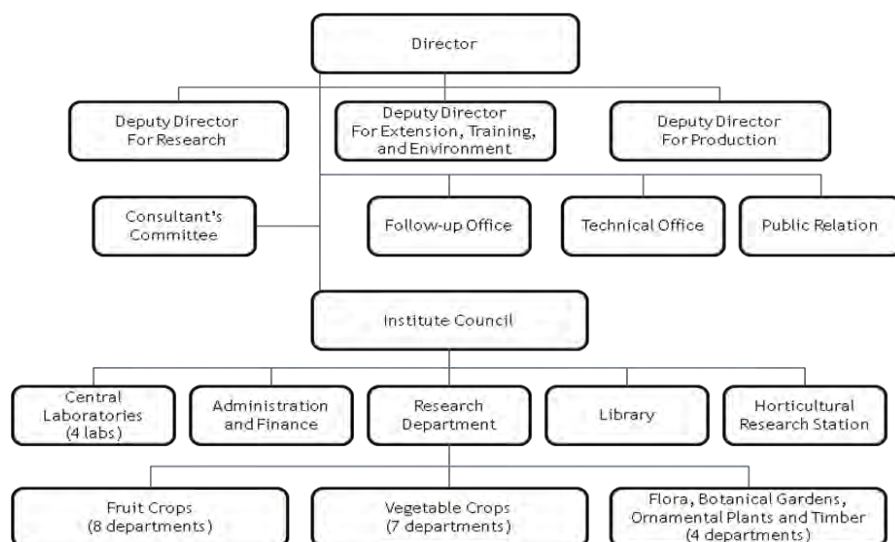 Director
Deputy Director
For Research
Deputy Director
For Extension, Training,
and Environment
Deputy Director
For Production
Consultant's
Committee
Follow-up Office
Technical Office
Public Relation
Institute Council
Central
Laboratories
(4 labs)
Administration
and Finance
Research
Department
Library
Horticultural
Research Station
Fruit Crops
(8 departments)
Vegetable Crops
(7 departments)
Flora, Botanical Gardens,
Ornamental Plants and Timber
(4 departments)